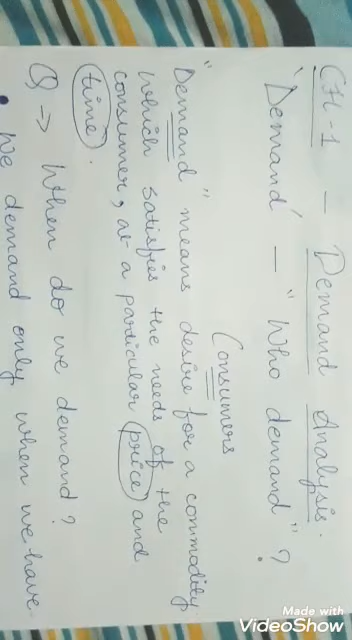 CH-1 - Demand Analysis.
"Demand" - "Who demand"?
Consumers
"Demand" means desire for a commodity
which satisfies the needs of the
consumer, at a particular price and
time.
Q → When do we demand?
• We demand only when we have
Made with
VideoShow